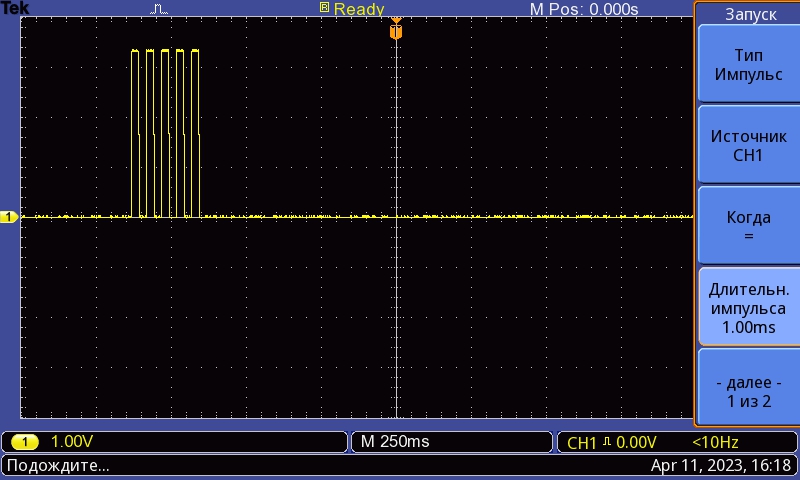 Tek
R Ready
M Pos: 0.000s
Запуск
Тип
Импульс
Источник
CH1
Когда
=
Длительн.
импульса
1.00ms
- далее -
1 из 2
T
1
1 1.00V
M 250ms
CH1 0.00V <10Hz
Подождите...
Apr 11, 2023, 16:18